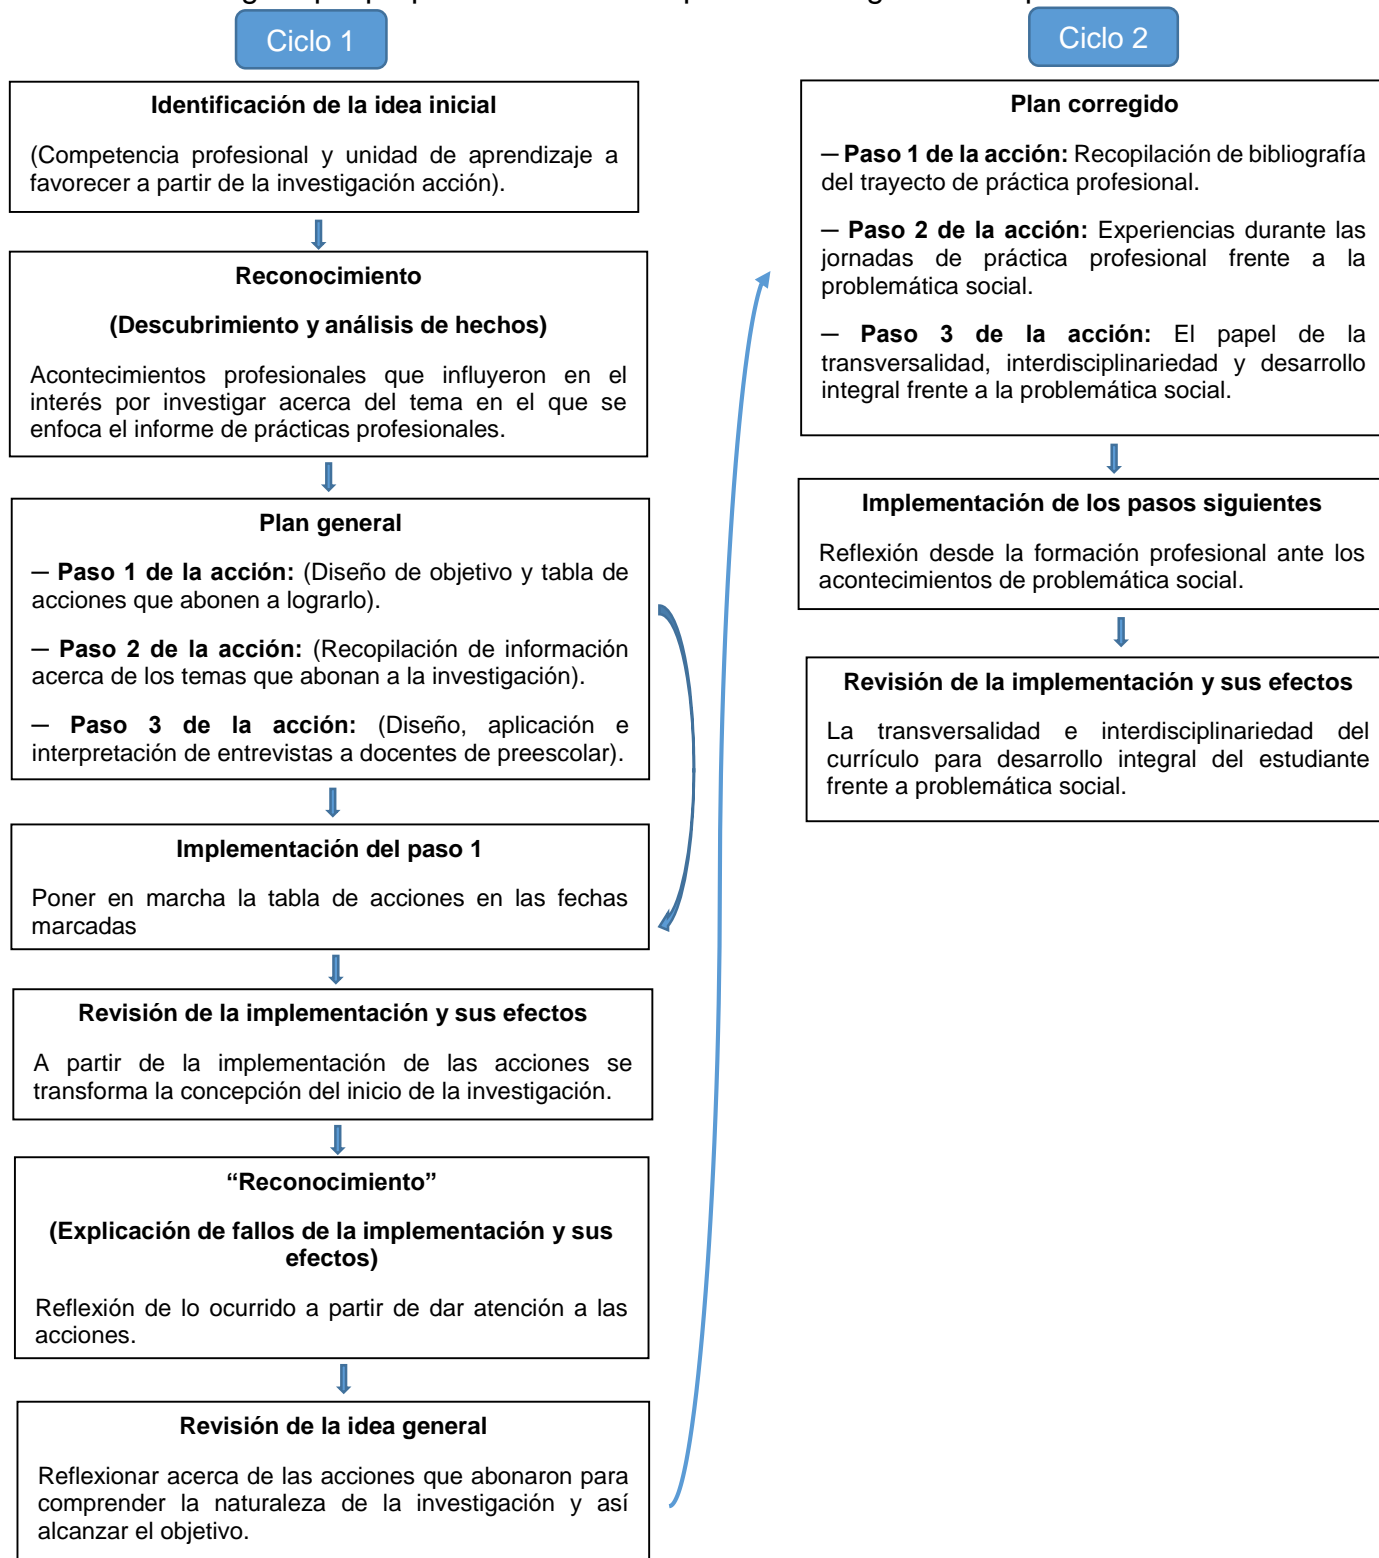 Ciclo 1
Identificación de la idea inicial
(Competencia profesional y unidad de aprendizaje a
favorecer a partir de la investigación acción).
Reconocimiento
(Descubrimiento y análisis de hechos)
Acontecimientos profesionales que influyeron en el
interés por investigar acerca del tema en el que se
enfoca el informe de prácticas profesionales.
Plan general
— Paso 1 de la acción: (Diseño de objetivo y tabla de
acciones que abonen a lograrlo).
— Paso 2 de la acción: (Recopilación de información
acerca de los temas que abonan a la investigación).
— Paso 3 de la acción: (Diseño, aplicación e
interpretación de entrevistas a docentes de preescolar).
Implementación del paso 1
Poner en marcha la tabla de acciones en las fechas
marcadas
Revisión de la implementación y sus efectos
A partir de la implementación de las acciones se
transforma la concepción del inicio de la investigación.
“Reconocimiento”
(Explicación de fallos de la implementación y sus
efectos)
Reflexión de lo ocurrido a partir de dar atención a las
acciones.
Revisión de la idea general
Reflexionar acerca de las acciones que abonaron para
comprender la naturaleza de la investigación y así
alcanzar el objetivo.
Ciclo 2
Plan corregido
— Paso 1 de la acción: Recopilación de bibliografía
del trayecto de práctica profesional.
— Paso 2 de la acción: Experiencias durante las
jornadas de práctica profesional frente a la
problemática social.
— Paso 3 de la acción: El papel de la
transversalidad, interdisciplinariedad y desarrollo
integral frente a la problemática social.
Implementación de los pasos siguientes
Reflexión desde la formación profesional ante los
acontecimientos de problemática social.
Revisión de la implementación y sus efectos
La transversalidad e interdisciplinariedad del
currículo para desarrollo integral del estudiante
frente a problemática social.